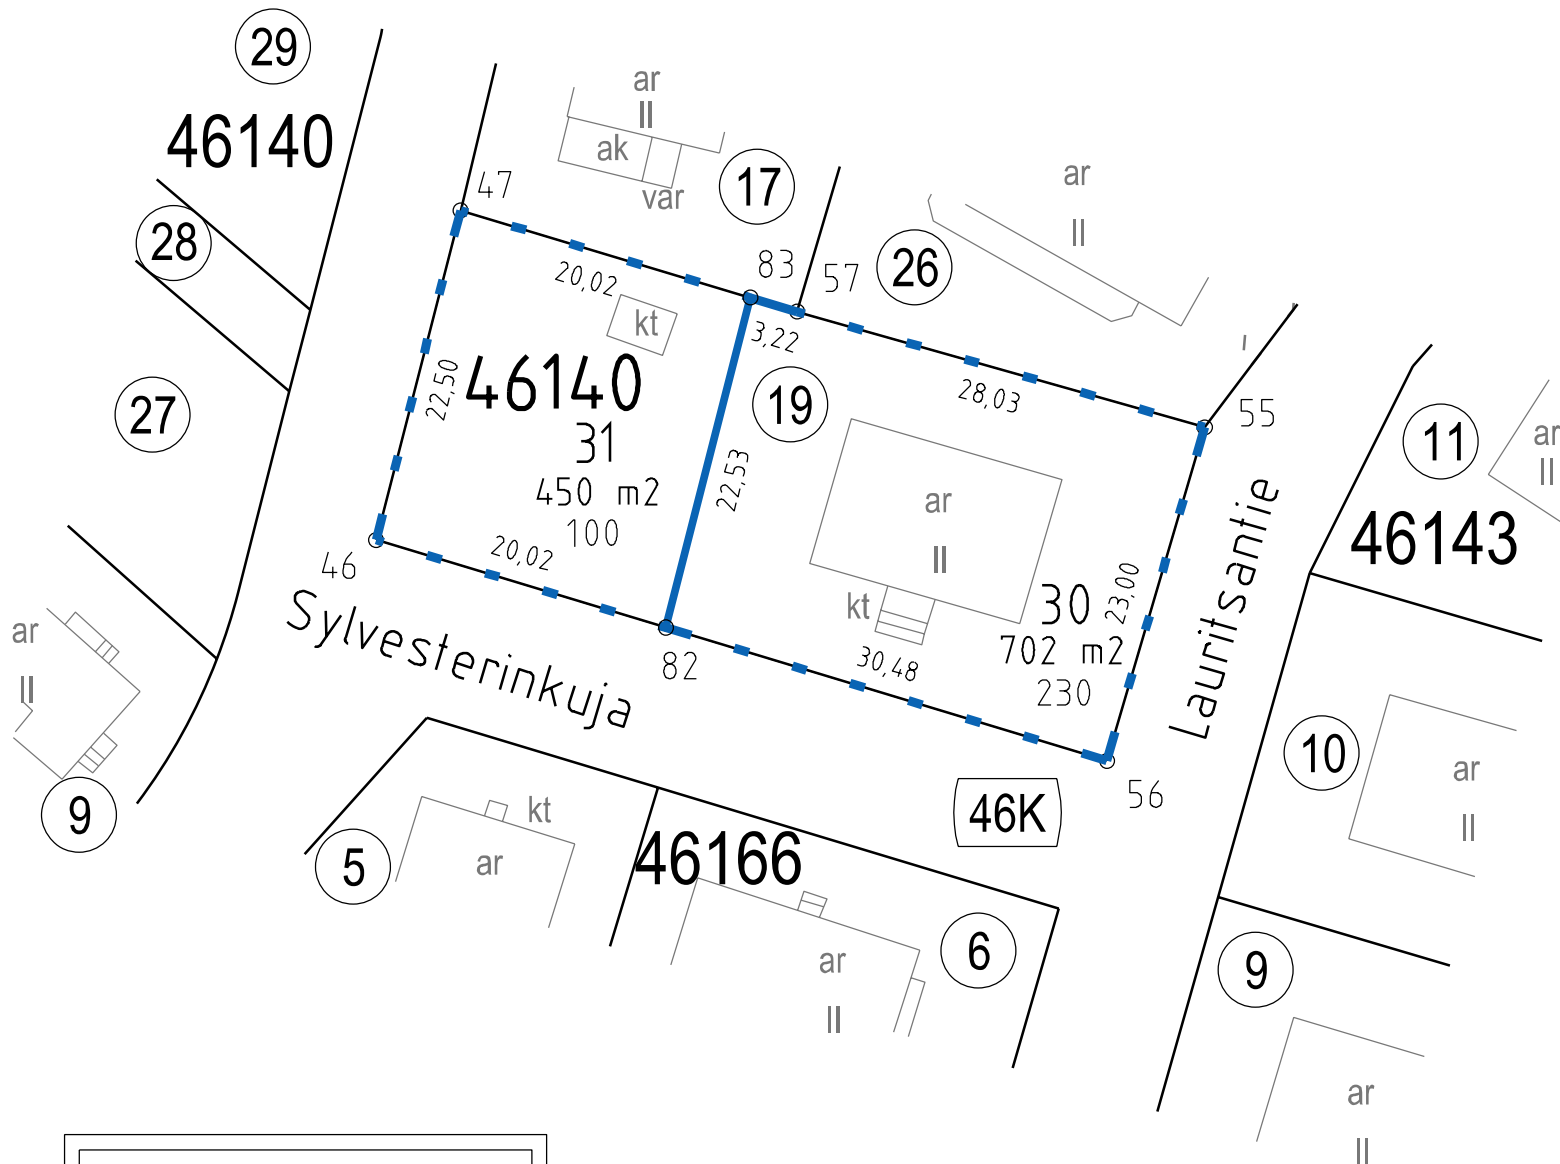 29
ar
II
46140
ak
var
17
ar
II
47
28
83
57
26
20,02
kt
3,22
22,50
46140
28,03
19
55
27
31
11
ar
II
22,53
450 m2
ar
II
Lauritsantie
46143
100
20,02
46
23,00
kt
30
Sylvesterinkuja
ar
II
82
30,48
702 m2
230
10
ar
II
56
9
kt
46K
5
ar
46166
6
ar
II
9
ar
II